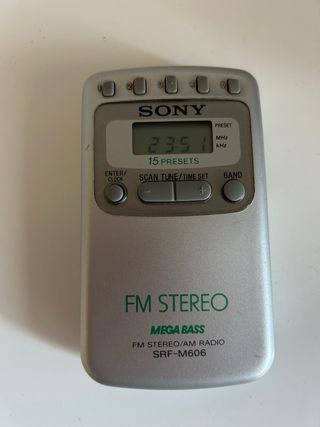 SONY
PRESET
23 51
MHz
kHz
15 PRESETS
ENTER/
CLOCK
SCAN TUNE/TIME SET
BAND
- +
FM STEREO
MEGA BASS
FM STEREO/AM RADIO
SRF-M606